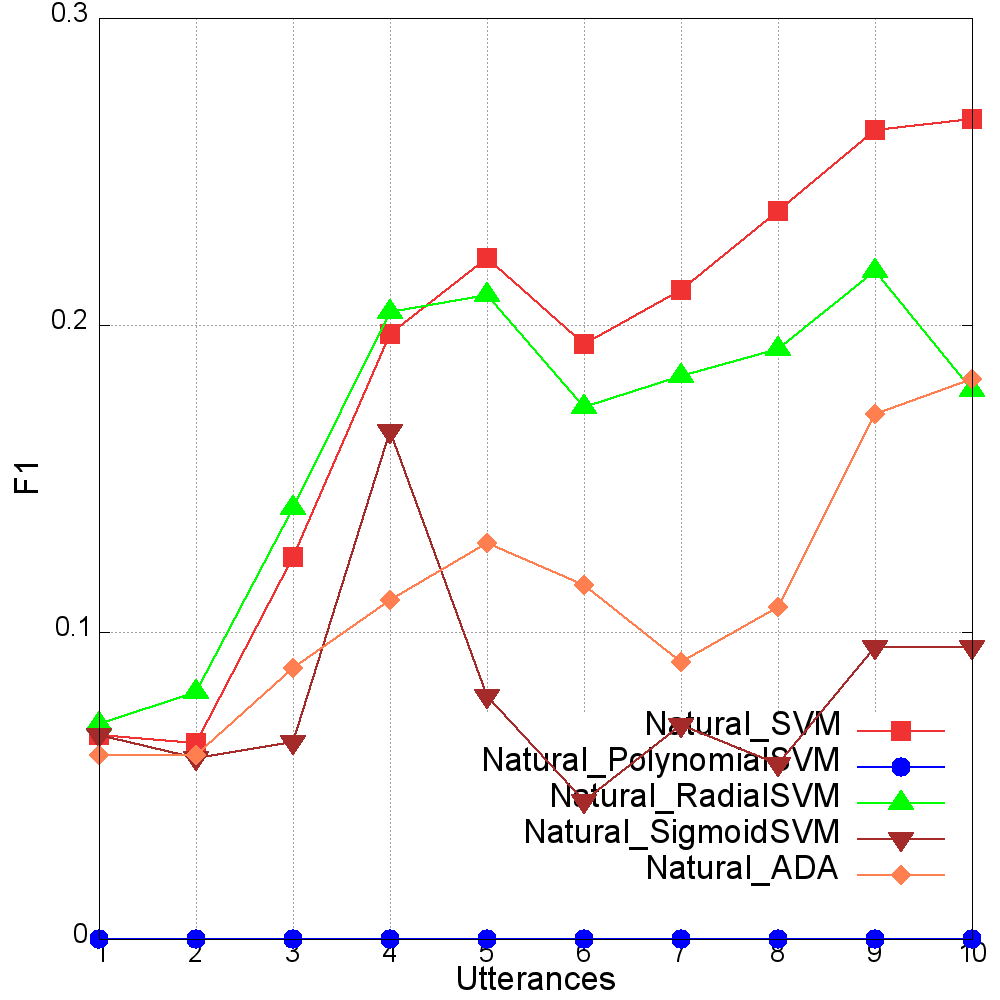 0.3
0.2
F1
0.1
Natural_SVM
Natural_PolynomialSVM
Natural_RadialSVM
Natural_SigmoidSVM
Natural_ADA
0
1 2 3 4 5 6 7 8 9 10
Utterances